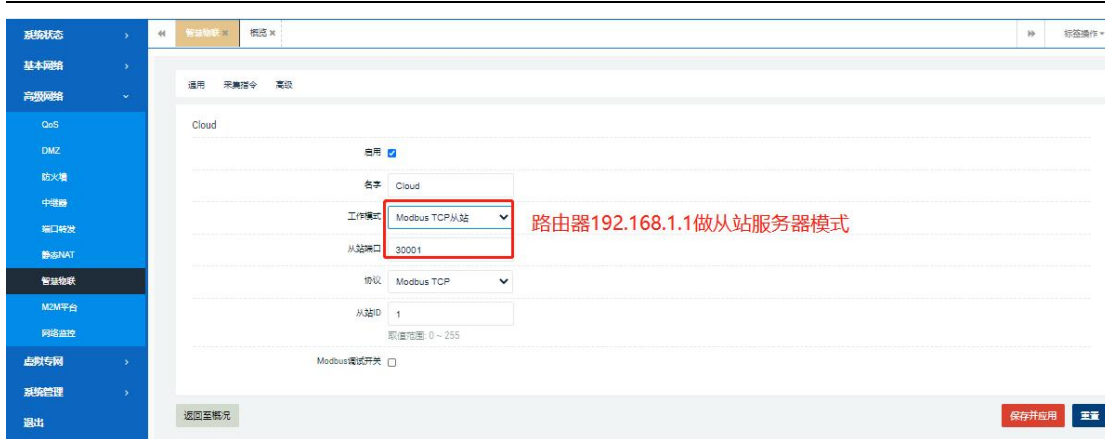 系统状态
智慧物联
概览
标签操作
基本网络
高级网络
通用 采集指令 高级
QoS
Cloud
DMZ
启用
防火墙
名字 Cloud
中继器
工作模式 Modbus TCP从站
路由器192.168.1.1做从站服务器模式
端口转发
从站端口 30001
静态NAT
智慧物联
协议 Modbus TCP
M2M平台
从站ID 1
网络监控
取值范围: 0 ~ 255
虚拟专网
Modbus调试开关
系统管理
返回至概况
保存并应用
重置
退出